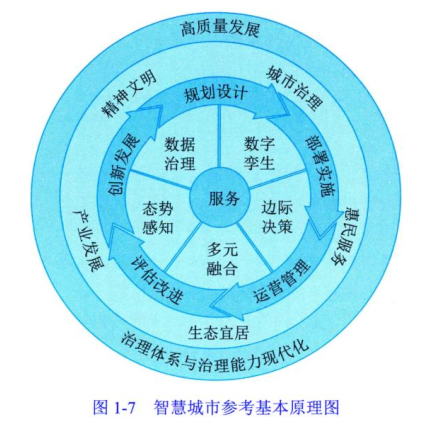 高质量发展
精神文明
城市治理
规划设计
创新发展
部署实施
数据
治理
数字
孪生
服务
态势
感知
边际
决策
多元
融合
产业发展
惠民服务
评估改进
运营管理
生态宜居
治理体系与治理能力现代化
图 1-7 智慧城市参考基本原理图